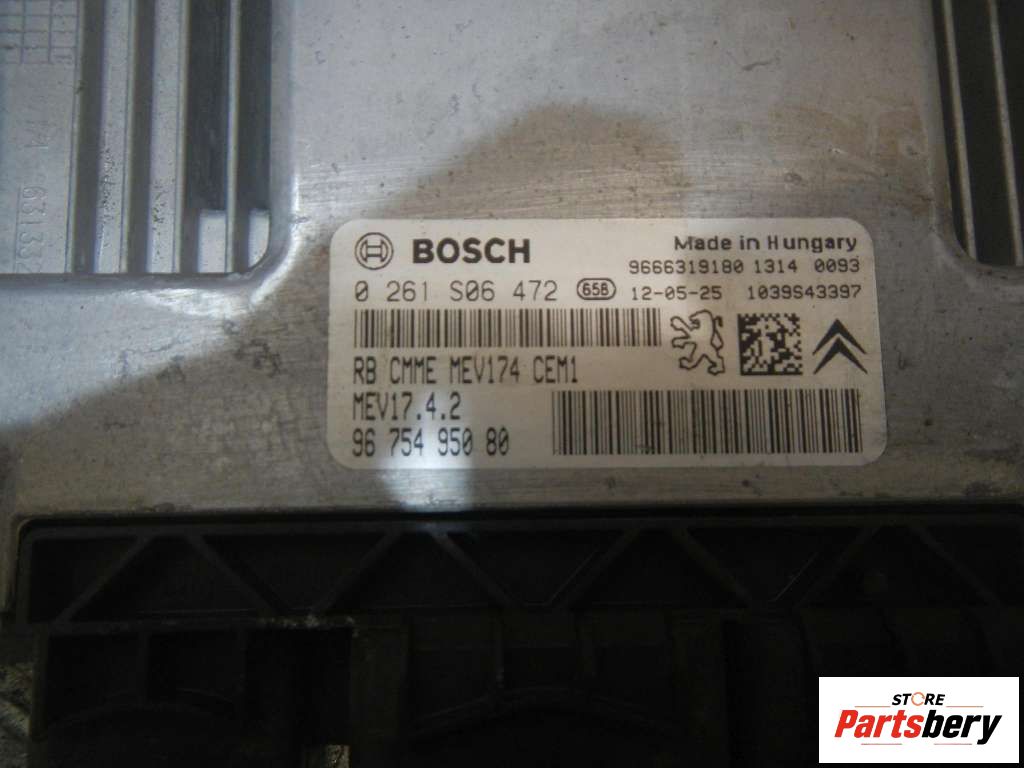 BOSCH
Made in Hungary
9666319180 1314 0093
0 261 S06 472 658 12-05-25 1039S43397
RB CMME MEV174 CEM1
MEV17.4.2
96 754 950 80
STORE
Partsbery